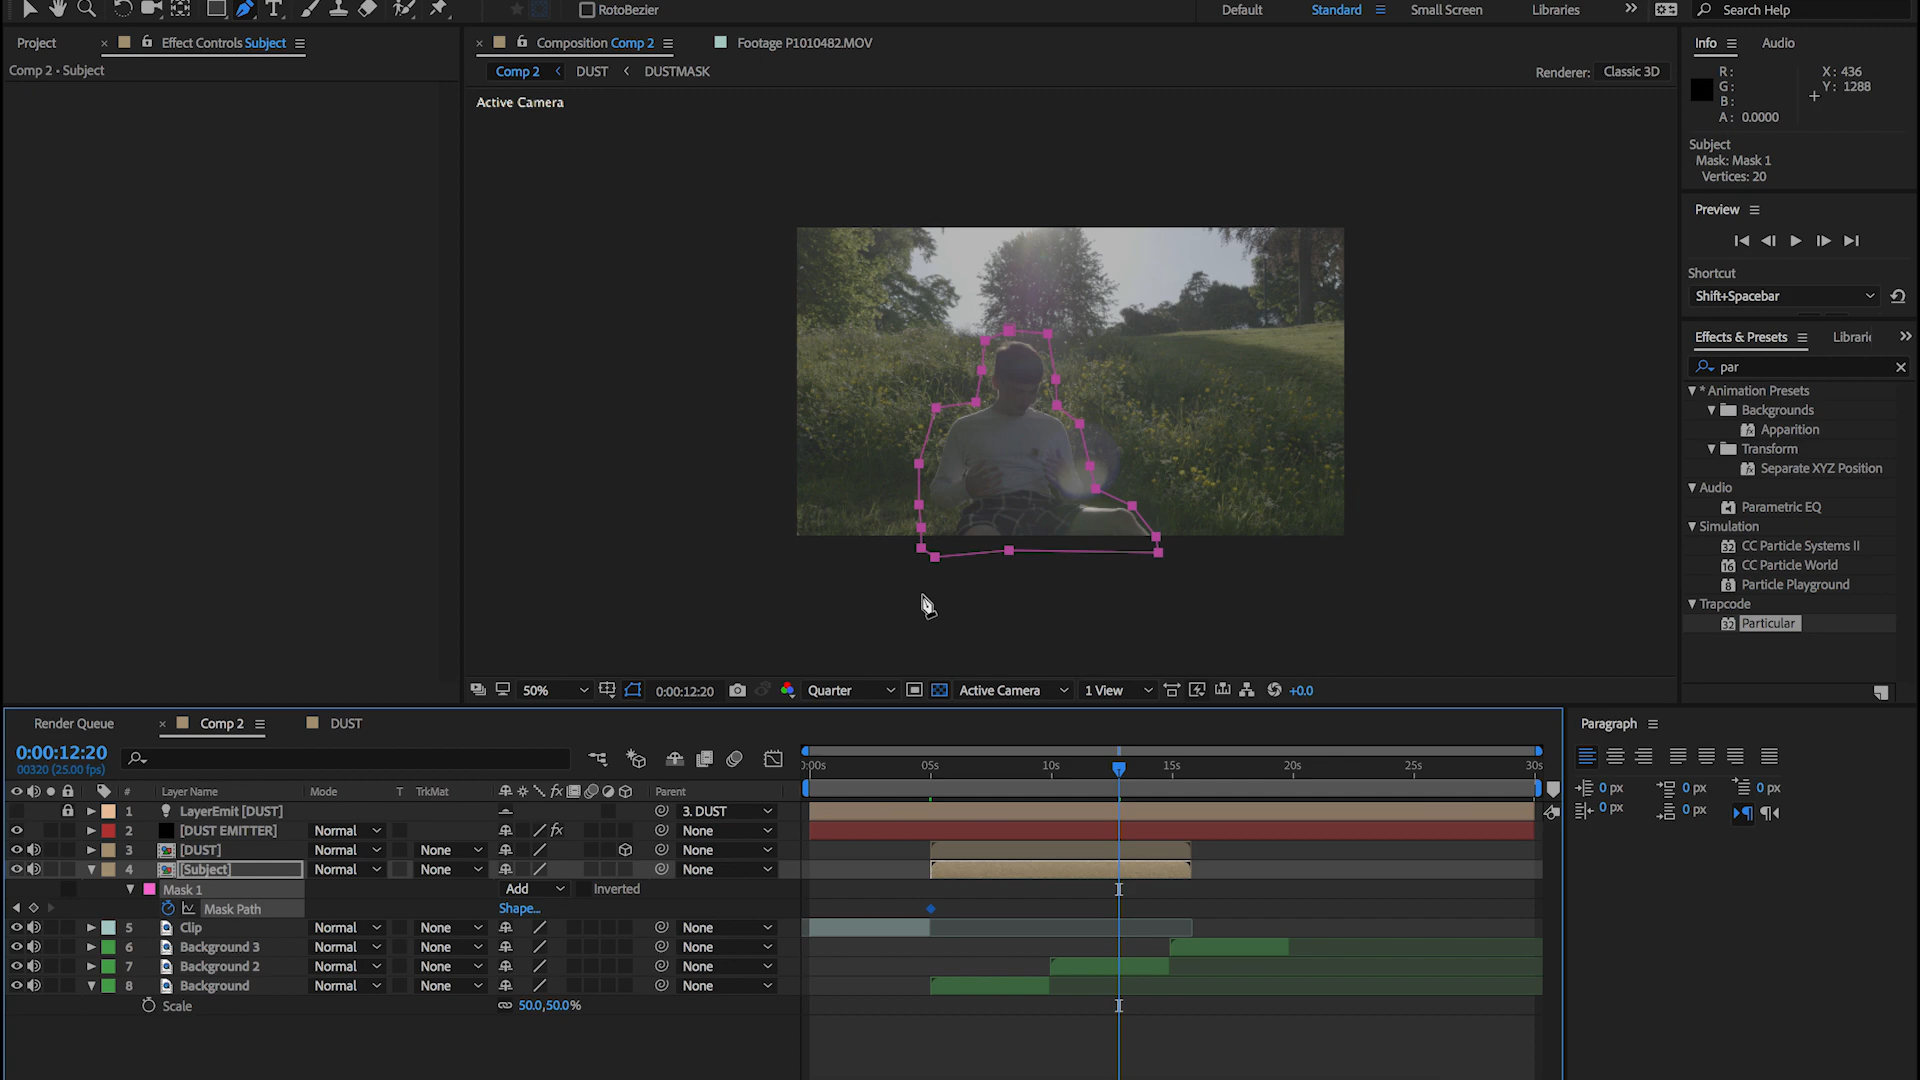 RotoBezier
Default
Standard
Small Screen
Libraries
Search Help
Project
Effect Controls Subject
Composition Comp 2
Footage P1010482.MOV
Info
Audio
Comp 2 • Subject
Comp 2
DUST
DUSTMASK
Renderer: Classic 3D
Active Camera
R:
G:
B:
A: 0.0000
X: 436
Y: 1288
Subject
Mask: Mask 1
Vertices: 20
Preview
Shortcut
Shift+Spacebar
Effects & Presets
Librari
par
* Animation Presets
Backgrounds
Apparition
Transform
Separate XYZ Position
Audio
Parametric EQ
Simulation
32 CC Particle Systems II
16 CC Particle World
8 Particle Playground
Trapcode
32 Particular
50%
0:00:12:20
Quarter
Active Camera
1 View
+0.0
Render Queue
Comp 2
DUST
Paragraph
0:00:12:20
00320 (25.00 fps)
0:00s 05s 10s 15s 20s 25s 30s
# Layer Name Mode T TrkMat fx Parent
1 LayerEmit [DUST] 3. DUST
2 [DUST EMITTER] Normal fx None
3 [DUST] Normal None None
4 [Subject] Normal None None
Mask 1 Add Inverted
Mask Path Shape...
5 Clip Normal None None
6 Background 3 Normal None None
7 Background 2 Normal None None
8 Background Normal None None
Scale 50.0,50.0%
0 px 0 px 0 px
0 px 0 px